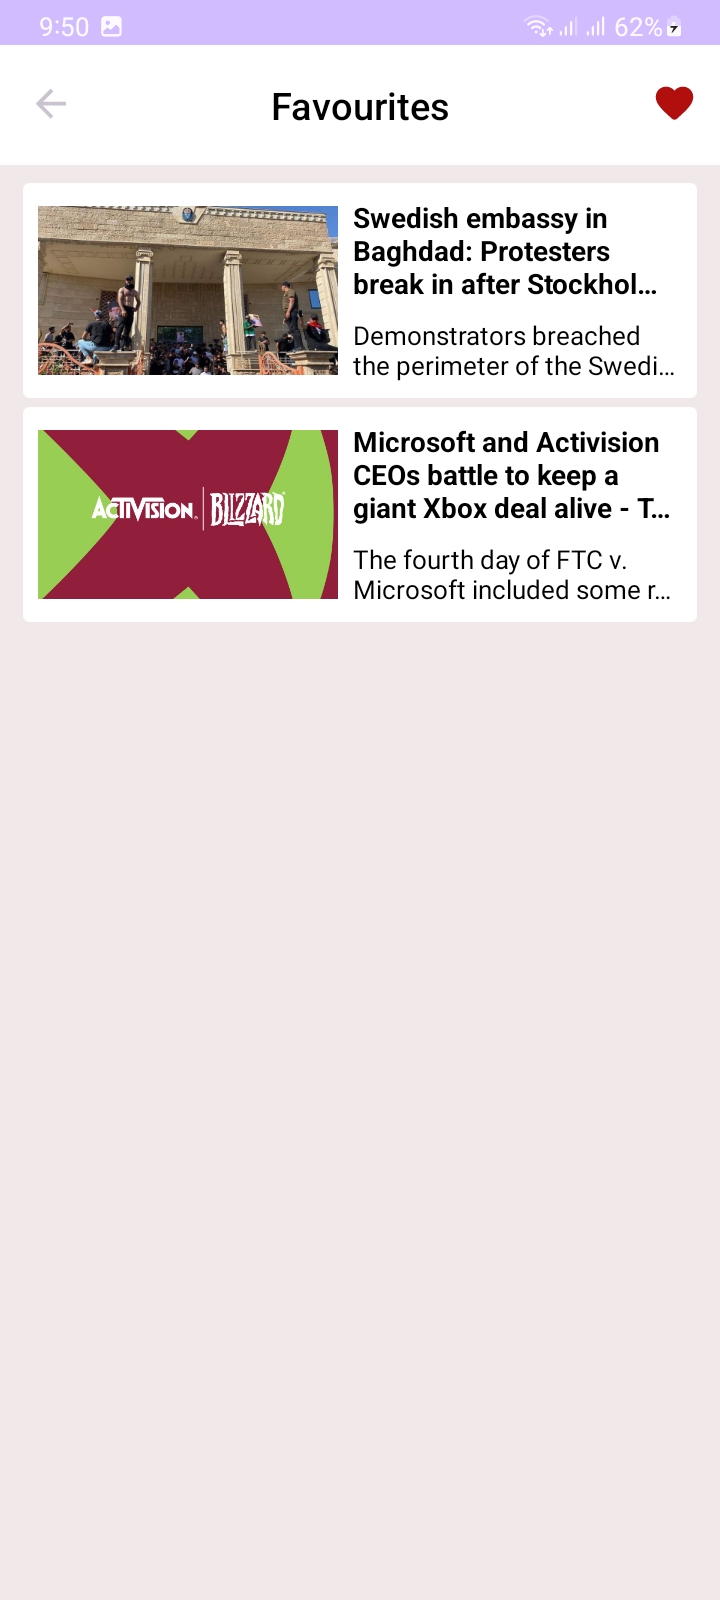 9:50
62%
Favourites
Swedish embassy in
Baghdad: Protesters
break in after Stockhol...
Demonstrators breached
the perimeter of the Swedi...
ACTIVISION
BLIZZARD
Microsoft and Activision
CEOs battle to keep a
giant Xbox deal alive - T...
The fourth day of FTC v.
Microsoft included some r...